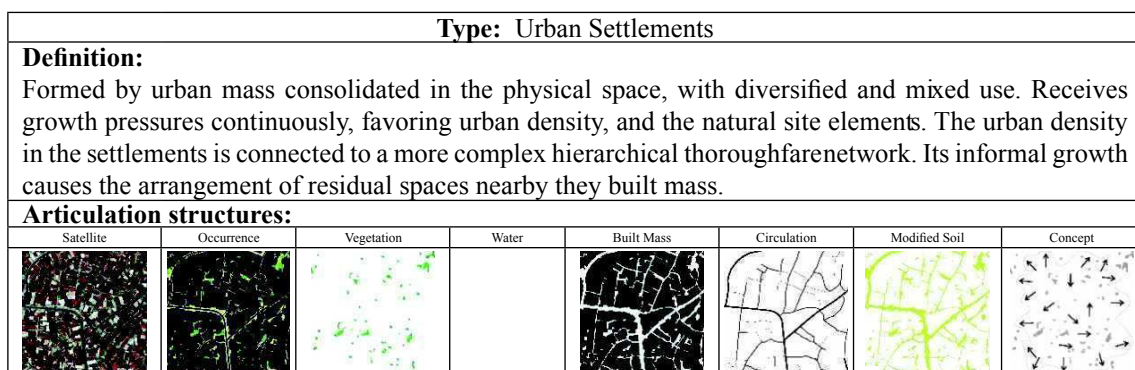 Type: Urban Settlements
Definition:
Formed by urban mass consolidated in the physical space, with diversified and mixed use. Receives
growth pressures continuously, favoring urban density, and the natural site elements. The urban density
in the settlements is connected to a more complex hierarchical thoroughfarenetwork. Its informal growth
causes the arrangement of residual spaces nearby they built mass.
Articulation structures:
Satellite Occurrence Vegetation Water Built Mass Circulation Modified Soil Concept